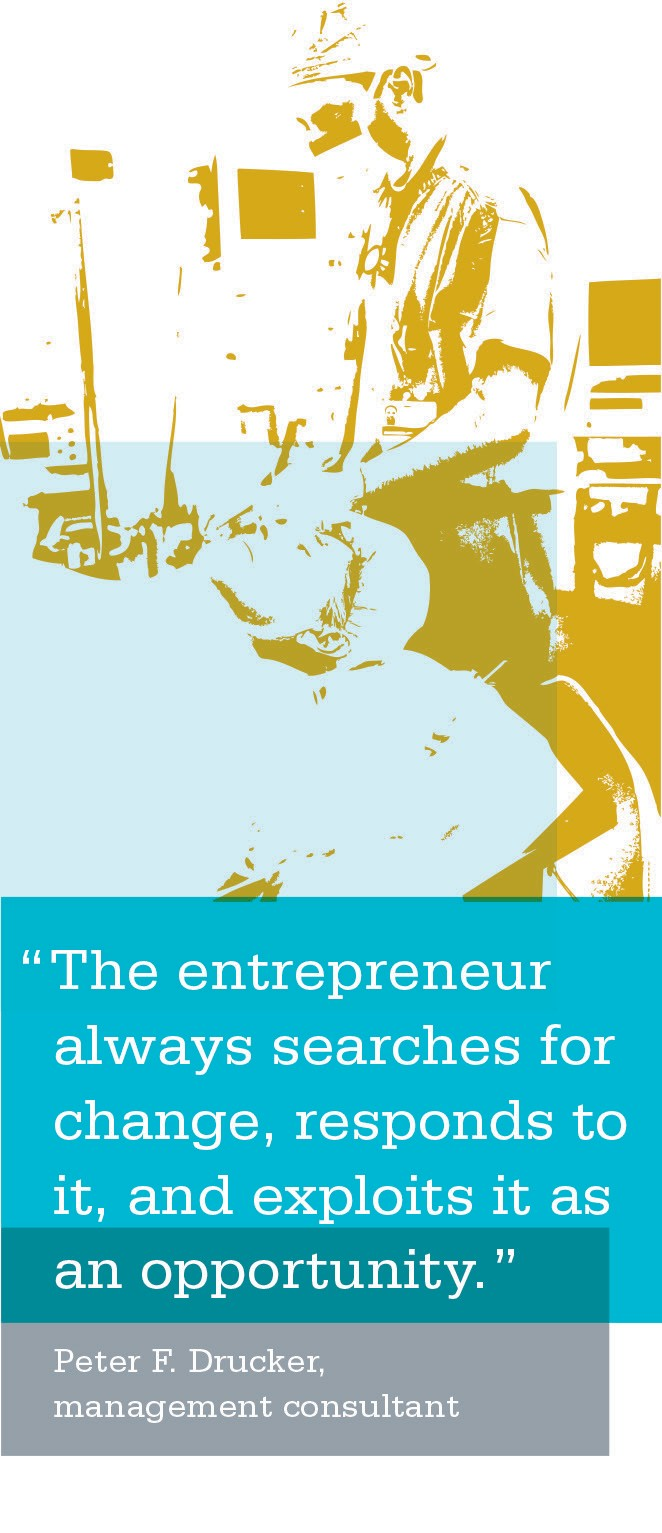 “The entrepreneur
always searches for
change, responds to
it, and exploits it as
an opportunity.”
Peter F. Drucker,
management consultant